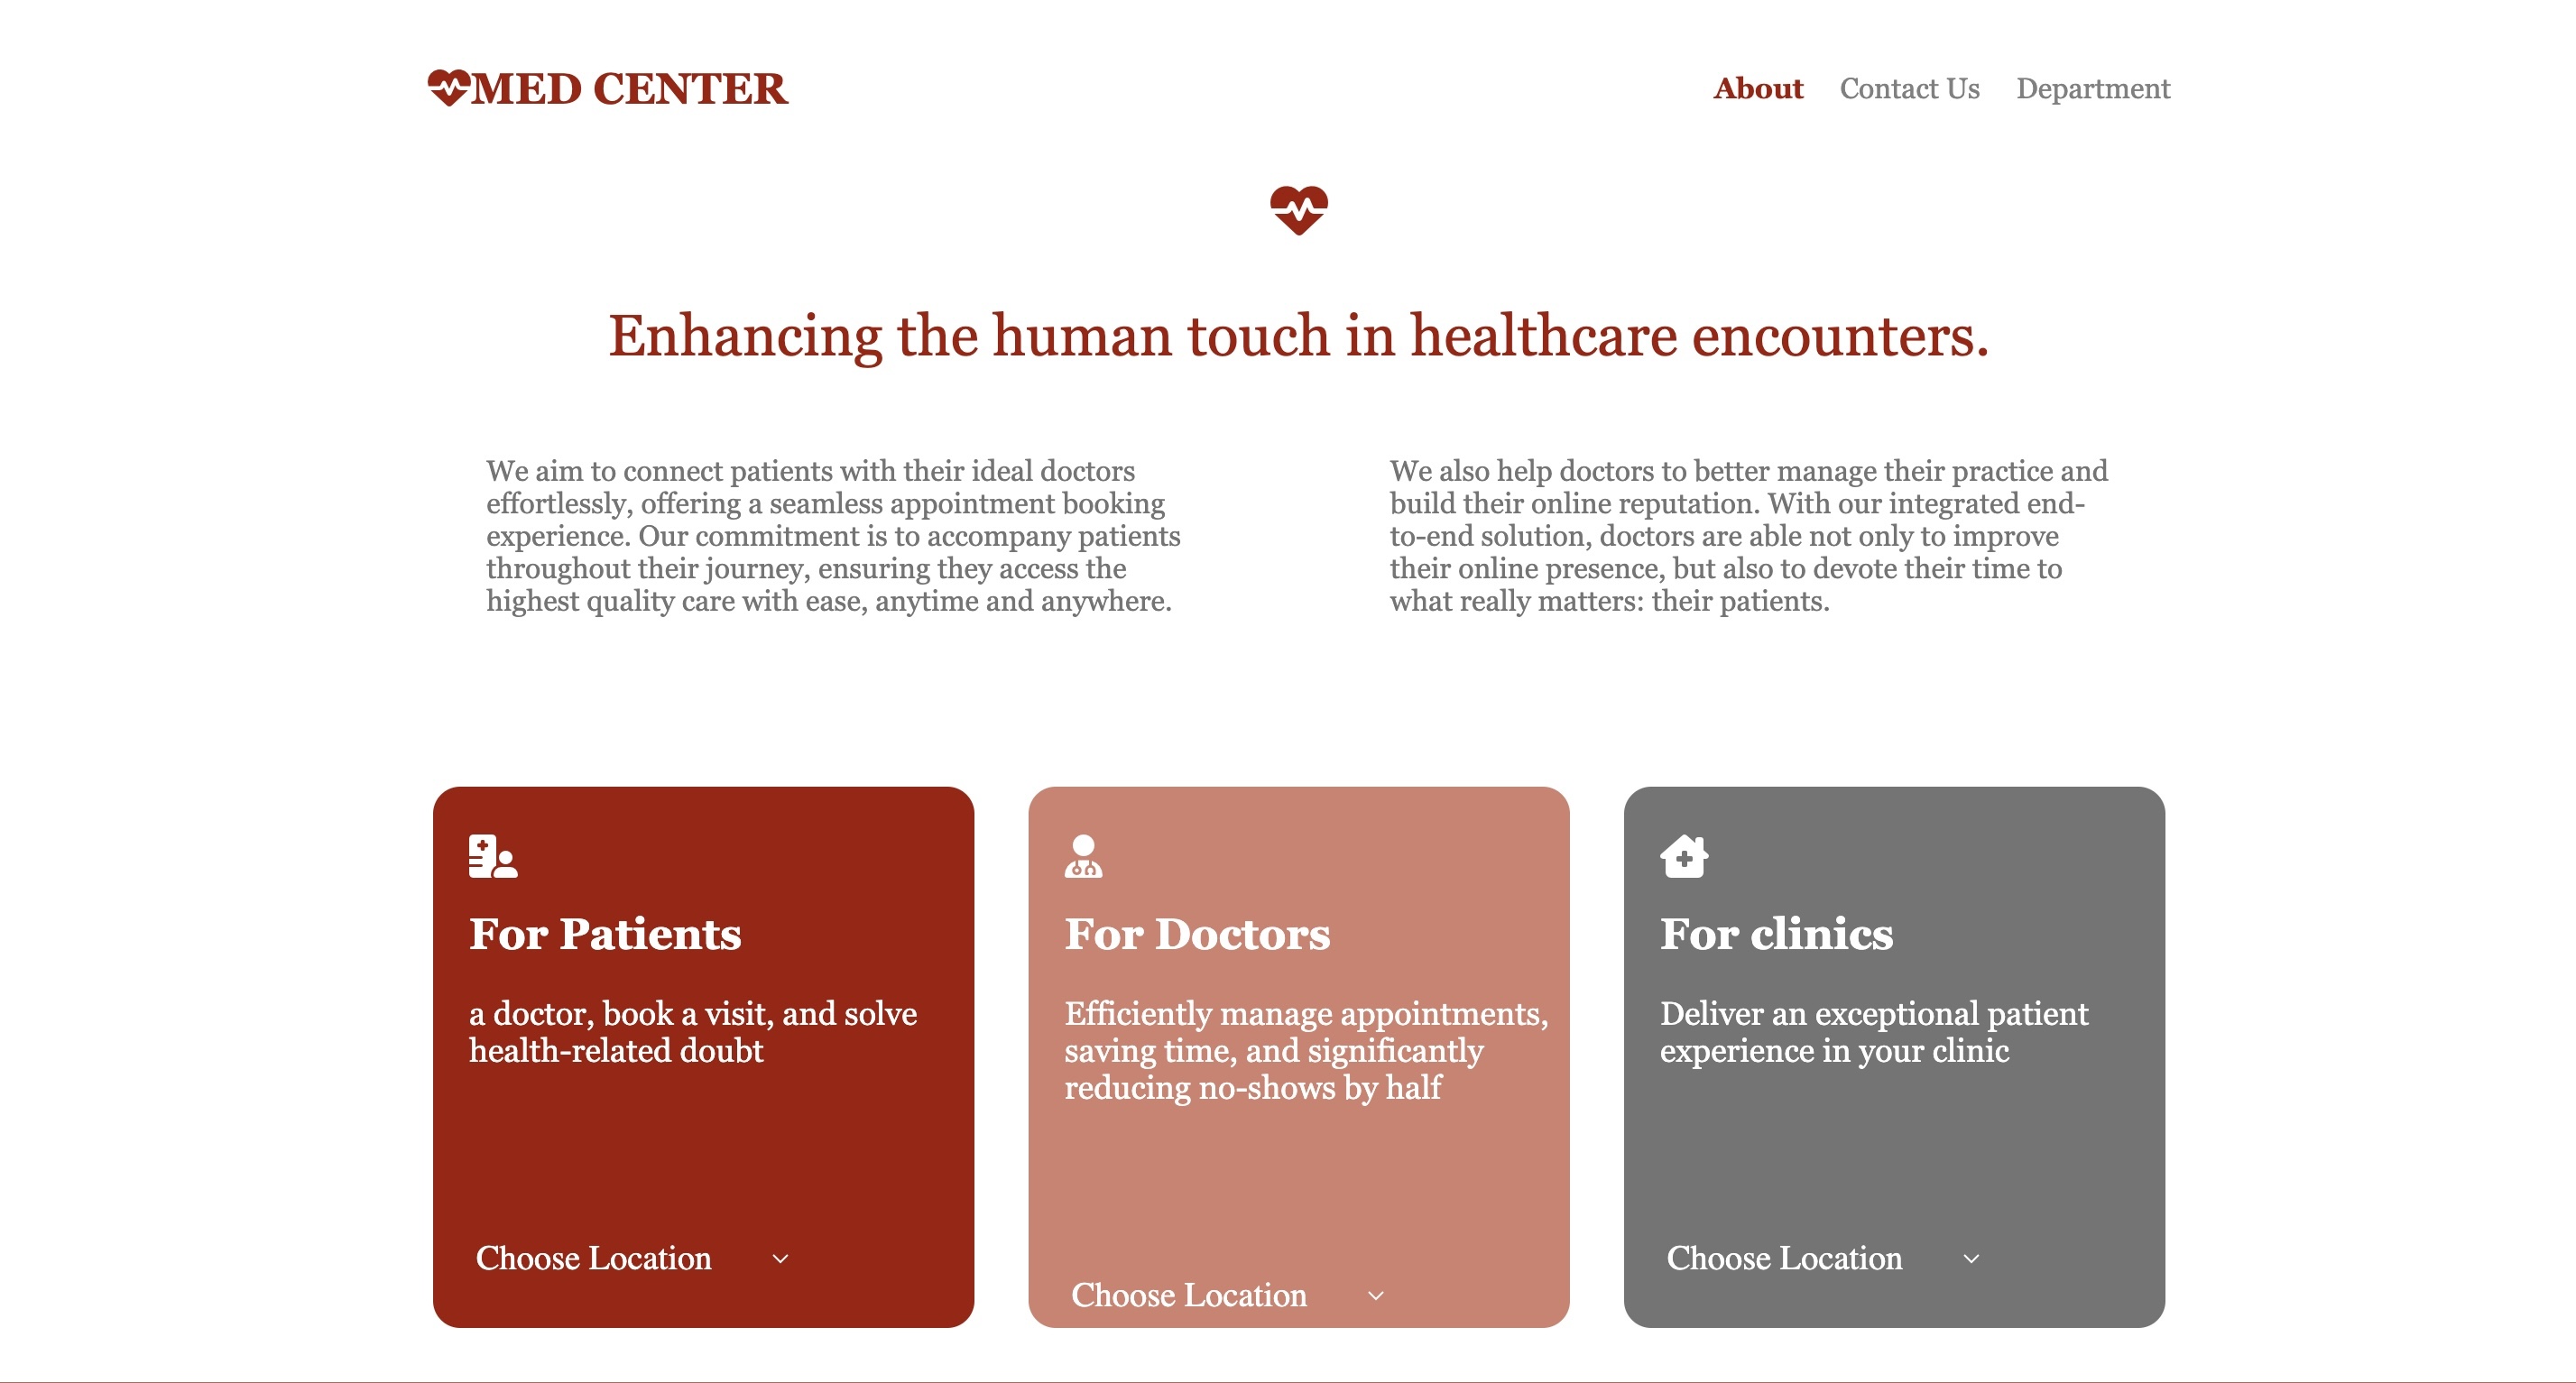 MED CENTER
About Contact Us Department
Enhancing the human touch in healthcare encounters.
We aim to connect patients with their ideal doctors
effortlessly, offering a seamless appointment booking
experience. Our commitment is to accompany patients
throughout their journey, ensuring they access the
highest quality care with ease, anytime and anywhere.
We also help doctors to better manage their practice and
build their online reputation. With our integrated end-
to-end solution, doctors are able not only to improve
their online presence, but also to devote their time to
what really matters: their patients.
For Patients
a doctor, book a visit, and solve
health-related doubt
Choose Location
For Doctors
Efficiently manage appointments,
saving time, and significantly
reducing no-shows by half
Choose Location
For clinics
Deliver an exceptional patient
experience in your clinic
Choose Location